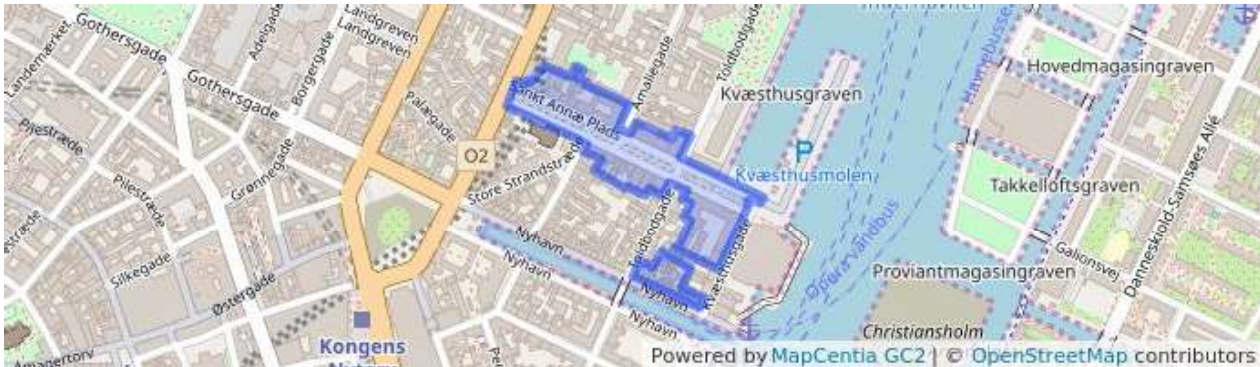 Landgreven
Landgreven
Gothersgade
Gothersgade
Landemærket
Adelgade
Borgergade
Palægade
Sankt Annæ Plads
Amaliegade
Toldbodgade
Kvæsthusgraven
Havnebusser
Hovedmagasingraven
Pilestræde
Pilestræde
Grønnegade
O2
Store Strandstræde
P
Kvæsthusmolen
Takkelloftsgraven
Danneskiold-Samsøes Allé
Silkegade
Østergade
Nyhavn
Nyhavn
Toldbodgade
Kvæsthusgade
Nyhavn
Nyhavn
Galionsvej
Proviantmagasingraven
Christiansholm
Kongens
Amagertorv
Powered by MapCentia GC2 | © OpenStreetMap contributors